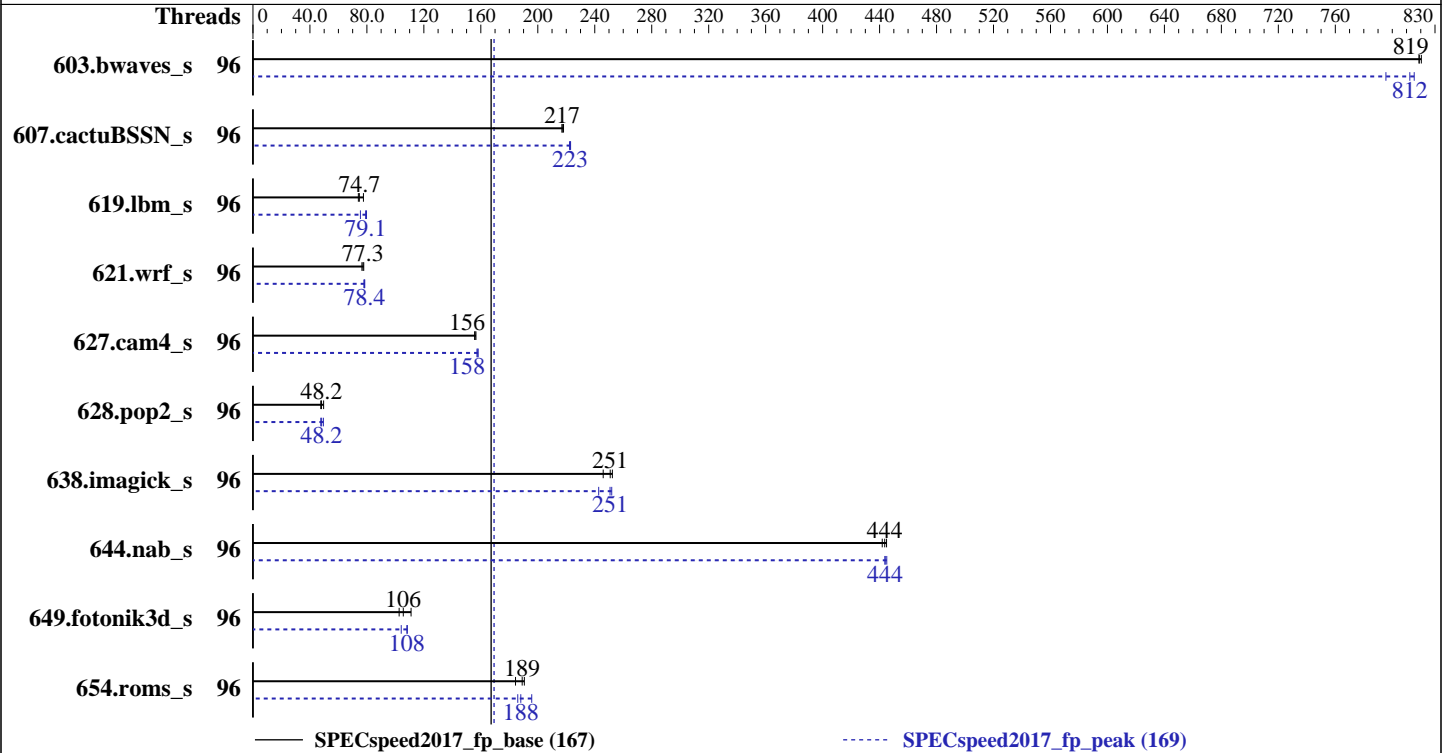 Threads 0 40.0 80.0 120 160 200 240 280 320 360 400 440 480 520 560 600 640 680 720 760 830
603.bwaves_s 96 819
812
607.cactuBSSN_s 96 217
223
619.lbm_s 96 74.7
79.1
621.wrf_s 96 77.3
78.4
627.cam4_s 96 156
158
628.pop2_s 96 48.2
48.2
638.imagick_s 96 251
251
644.nab_s 96 444
444
649.fotonik3d_s 96 106
108
654.roms_s 96 189
188
SPECspeed2017_fp_base (167) SPECspeed2017_fp_peak (169)